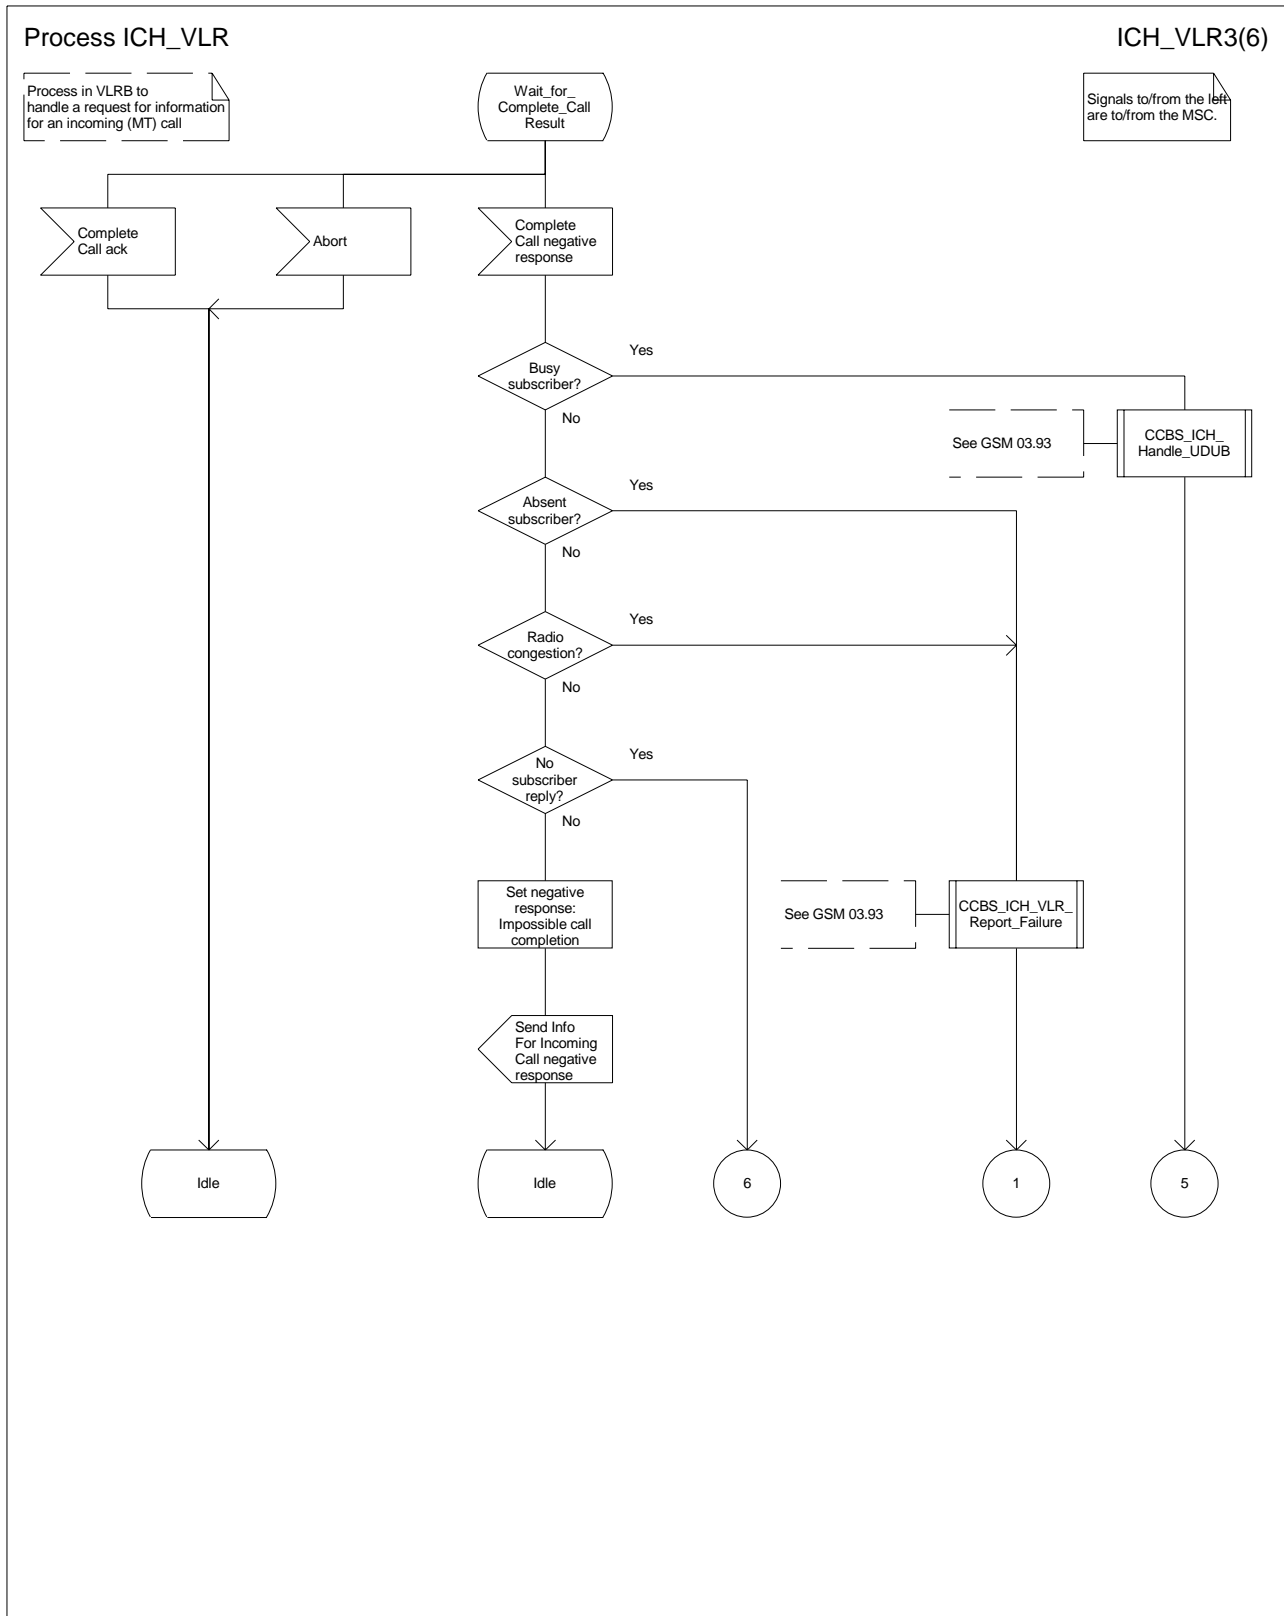 Process ICH_VLR
ICH_VLR3(6)
Process in VLRB to
handle a request for information
for an incoming (MT) call
Wait_for_
Complete_Call
Result
Signals to/from the left
are to/from the MSC.
Complete
Call ack
Abort
Complete
Call negative
response
Busy
subscriber?
Yes
No
See GSM 03.93
CCBS_ICH_
Handle_UDUB
Absent
subscriber?
Yes
No
Radio
congestion?
Yes
No
No
subscriber
reply?
Yes
No
Set negative
response:
Impossible call
completion
See GSM 03.93
CCBS_ICH_VLR_
Report_Failure
Send Info
For Incoming
Call negative
response
Idle
Idle
6
1
5